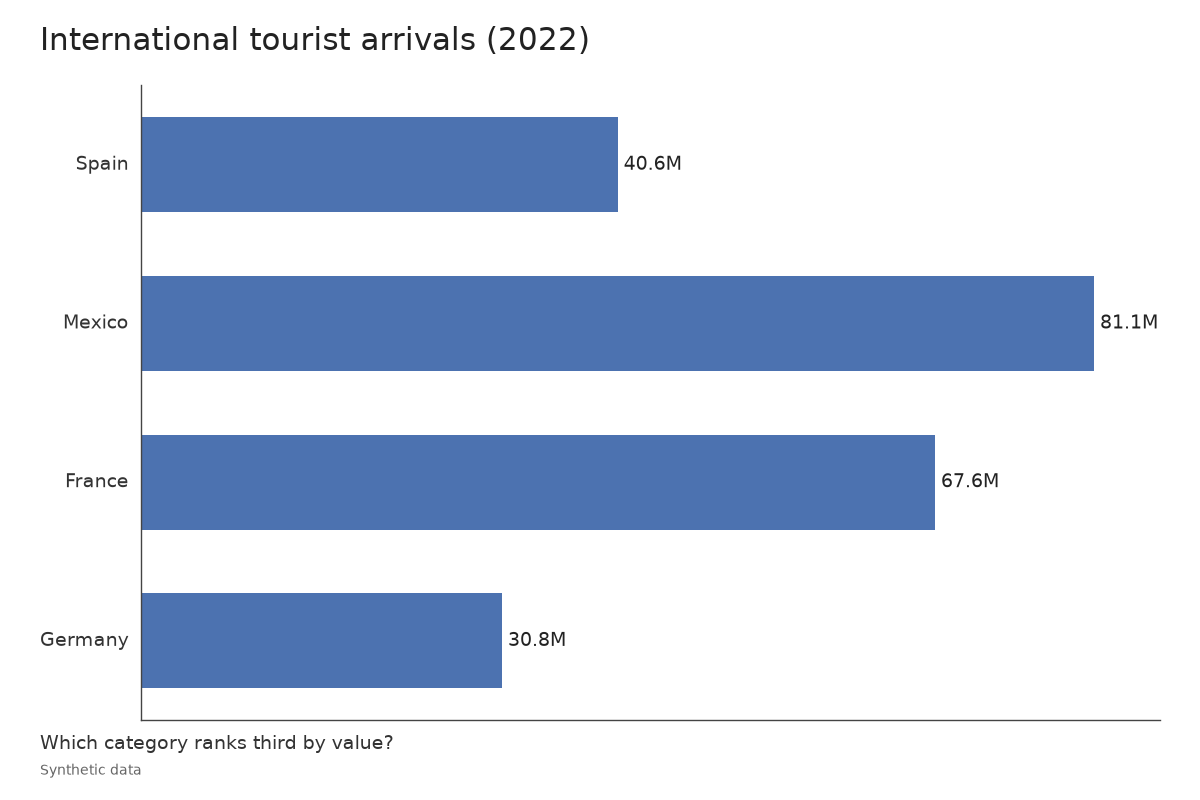 International tourist arrivals (2022)
Spain 40.6M
Mexico 81.1M
France 67.6M
Germany 30.8M
Which category ranks third by value?
Synthetic data